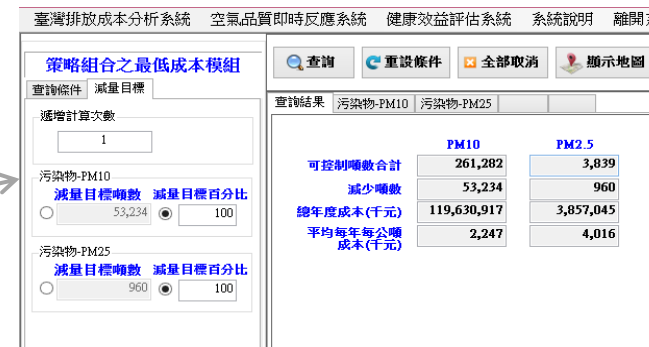 臺灣排放成本分析系統 空氣品質即時反應系統 健康效益評估系統 系統說明 離開
策略組合之最低成本模組
查詢條件 減量目標
遞增計算次數
1
污染物-PM10
減量目標噸數 減量目標百分比
53,234 100
污染物-PM25
減量目標噸數 減量目標百分比
960 100
查詢 重設條件 全部取消 顯示地圖
查詢結果 污染物-PM10 污染物-PM25
PM10 PM2.5
可控制噸數合計 261,282 3,839
減少噸數 53,234 960
總年度成本(千元) 119,630,917 3,857,045
平均每年每公噸
成本(千元) 2,247 4,016